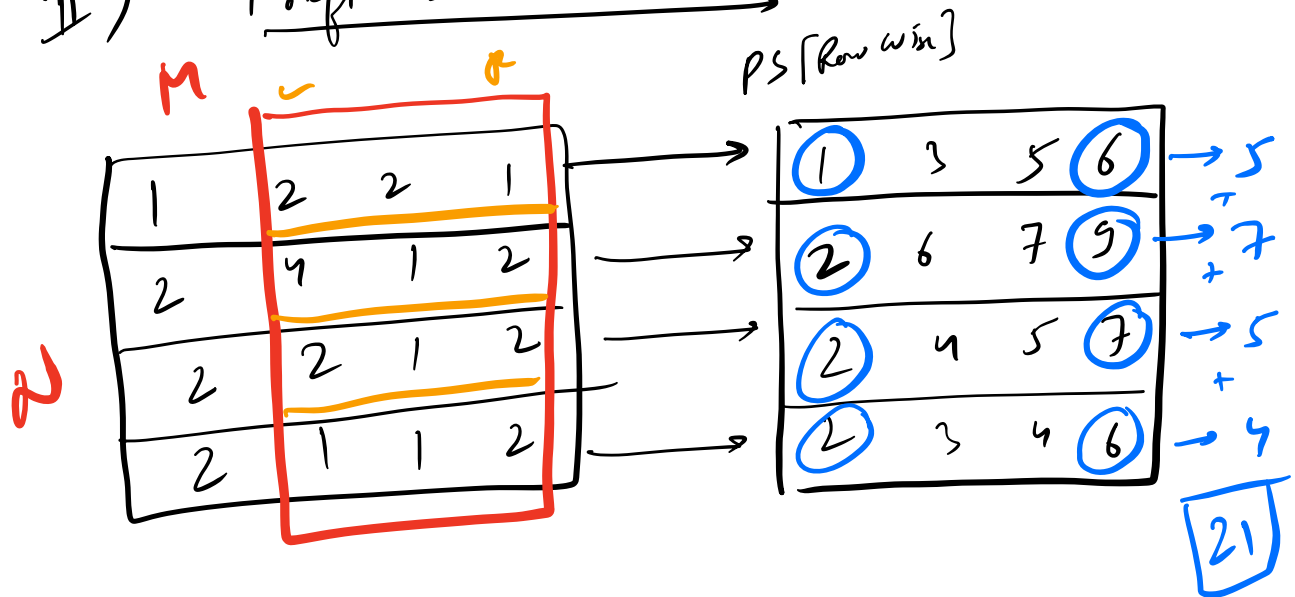 II)
PS [Row wise]
M
1 2 2 1 1 3 5 6 → 5
+
2 4 1 2 2 6 7 9 → 7
+
N
2 2 1 2 2 4 5 7 → 5
+
2 1 1 2 2 3 4 6 → 4
21